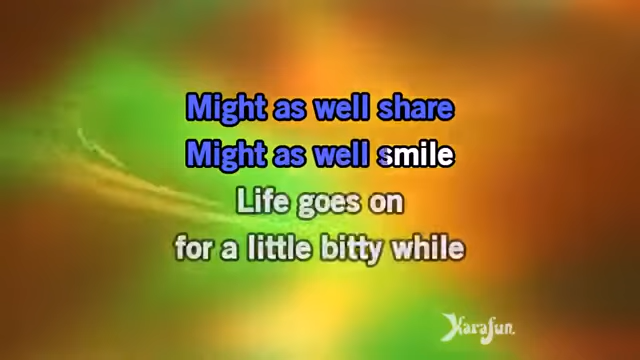 Might as well share
Might as well smile
Life goes on
for a little bitty while
KaraFun